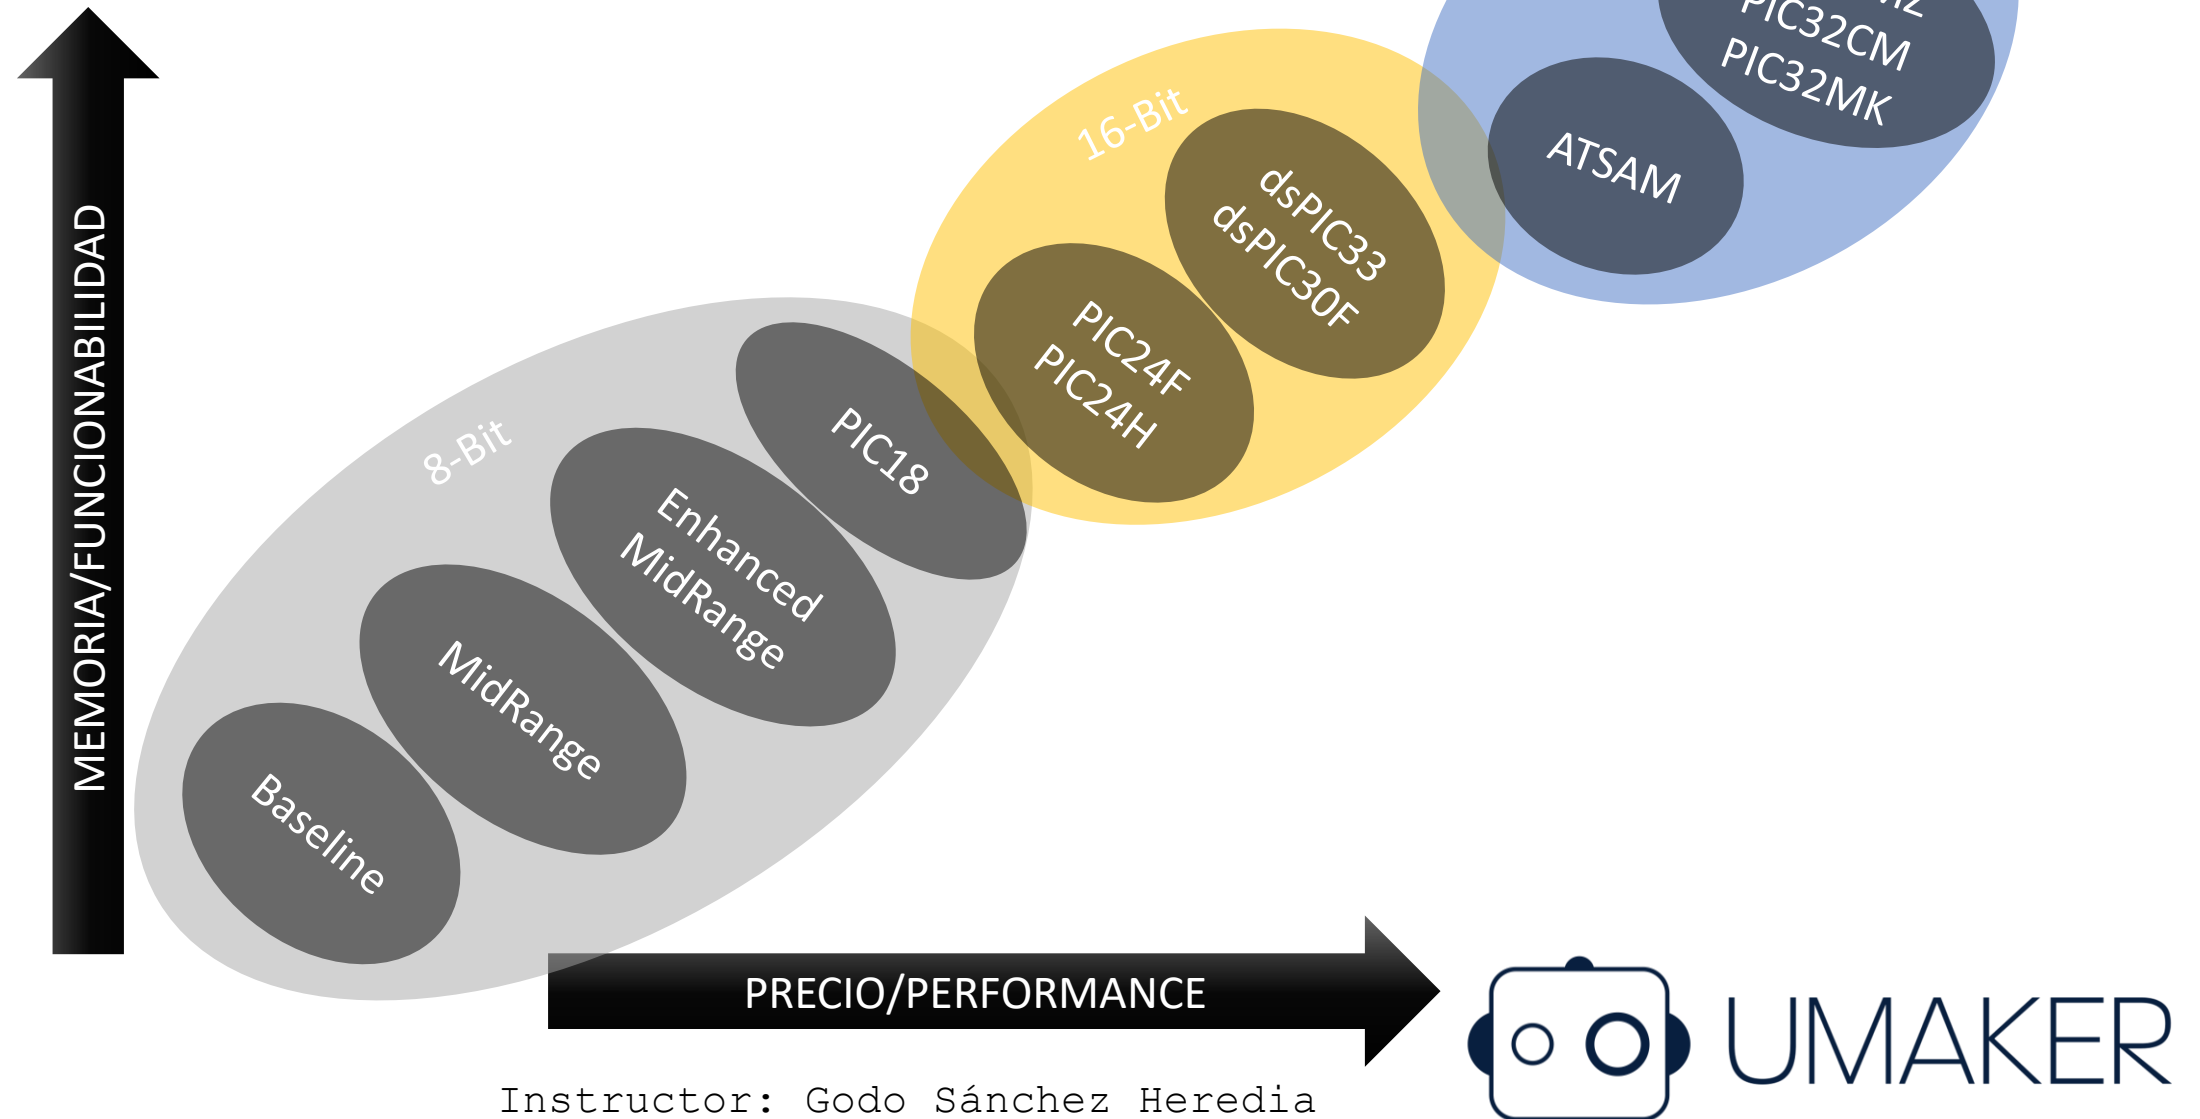 PIC32CM
PIC32MK
ATSAM
16-Bit
dsPIC33
dsPIC30F
PIC24F
PIC24H
8-Bit
PIC18
Enhanced
MidRange
MidRange
Baseline
MEMORIA/FUNCIONABILIDAD
PRECIO/PERFORMANCE
UMAKER
Instructor: Godo Sánchez Heredia